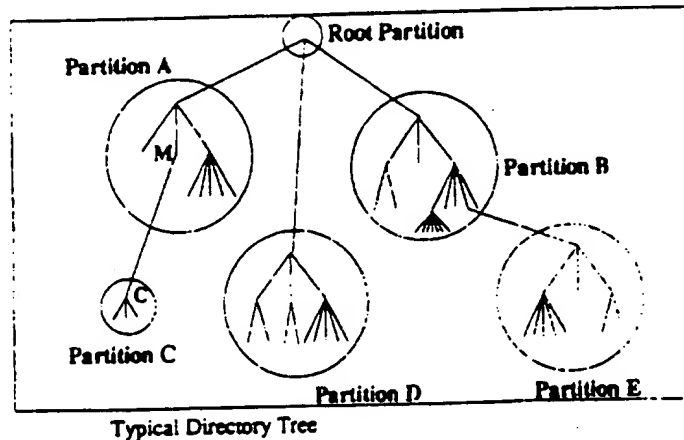 Root Partition
Partition A
M
Partition B
C
Partition C
Partition D
Partition E
Typical Directory Tree